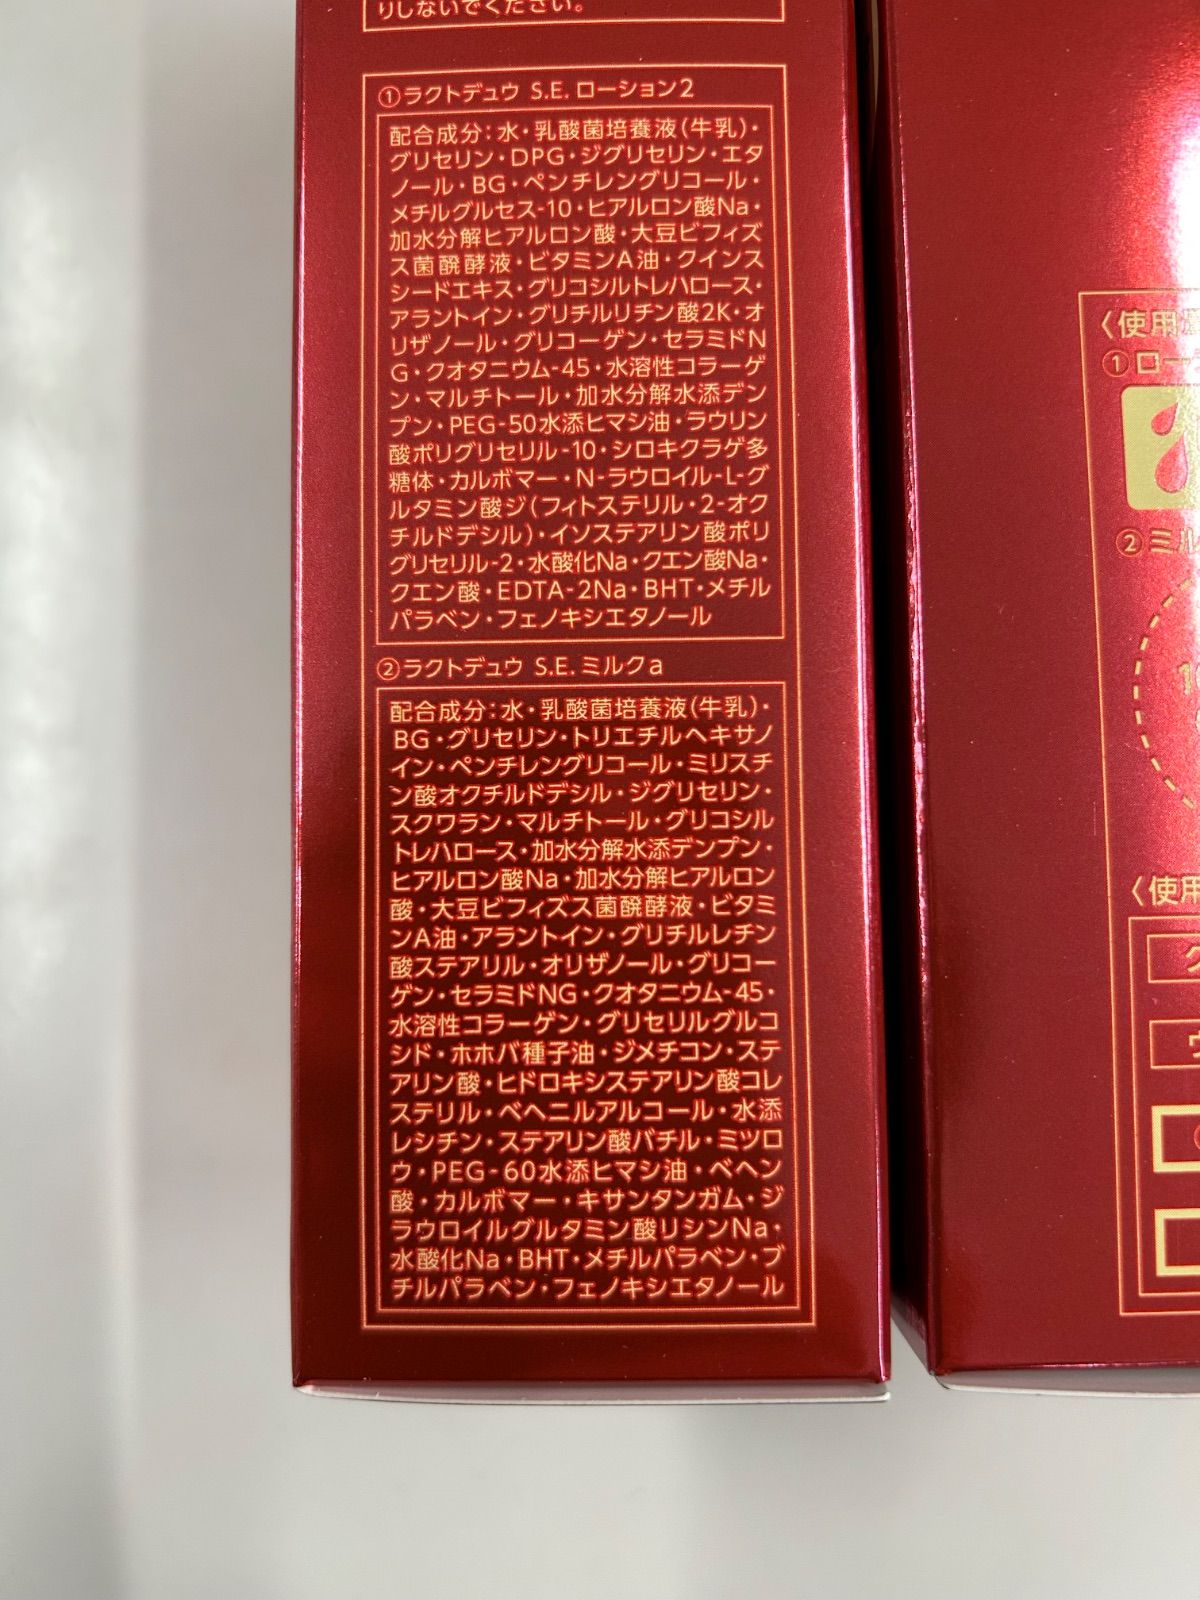 りしないでください。
①ラクトデュウ S.E. ローション2
配合成分：水・乳酸菌培養液（牛乳）・
グリセリン・DPG・ジグリセリン・エタ
ノール・BG・ペンチレングリコール・
メチルグルセス-10・ヒアルロン酸Na・
加水分解ヒアルロン酸・大豆ビフィズ
ス菌醗酵液・ビタミンA油・クインス
シードエキス・グリコシルトレハロース・
アラントイン・グリチルリチン酸2K・オ
リザノール・グリコーゲン・セラミドN
G・クオタニウム-45・水溶性コラーゲ
ン・マルチトール・加水分解水添デン
プン・PEG-50水添ヒマシ油・ラウリン
酸ポリグリセリル-10・シロキクラゲ多
糖体・カルボマー・N-ラウロイル-L-グ
ルタミン酸ジ（フィトステリル・2-オク
チルドデシル）・イソステアリン酸ポリ
グリセリル-2・水酸化Na・クエン酸Na・
クエン酸・EDTA-2Na・BHT・メチル
パラベン・フェノキシエタノール
②ラクトデュウ S.E. ミルクa
配合成分：水・乳酸菌培養液（牛乳）・
BG・グリセリン・トリエチルヘキサノ
イン・ペンチレングリコール・ミリスチ
ン酸オクチルドデシル・ジグリセリン・
スクワラン・マルチトール・グリコシル
トレハロース・加水分解水添デンプン・
ヒアルロン酸Na・加水分解ヒアルロン
酸・大豆ビフィズス菌醗酵液・ビタミ
ンA油・アラントイン・グリチルレチン
酸ステアリル・オリザノール・グリコー
ゲン・セラミドNG・クオタニウム-45・
水溶性コラーゲン・グリセリルグルコ
シド・ホホバ種子油・ジメチコン・ステ
アリン酸・ヒドロキシステアリン酸コレ
ステリル・ベヘニルアルコール・水添
レシチン・ステアリン酸バチル・ミツロ
ウ・PEG-60水添ヒマシ油・ベヘン
酸・カルボマー・キサンタンガム・ジ
ラウロイルグルタミン酸リシンNa・
水酸化Na・BHT・メチルパラベン・ブ
チルパラベン・フェノキシエタノール
〈使用
①ロー
②ミル
〈使用